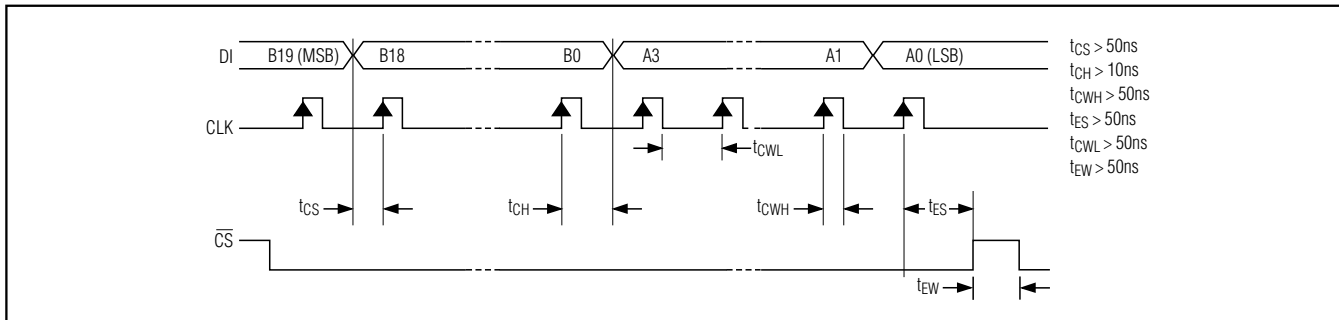 DI B19 (MSB) B18 B0 A3 A1 A0 (LSB)
CLK
tCWL
tCS tCH tCWH tES
CS
tEW
tCS > 50ns
tCH > 10ns
tCWH > 50ns
tES > 50ns
tCWL > 50ns
tEW > 50ns